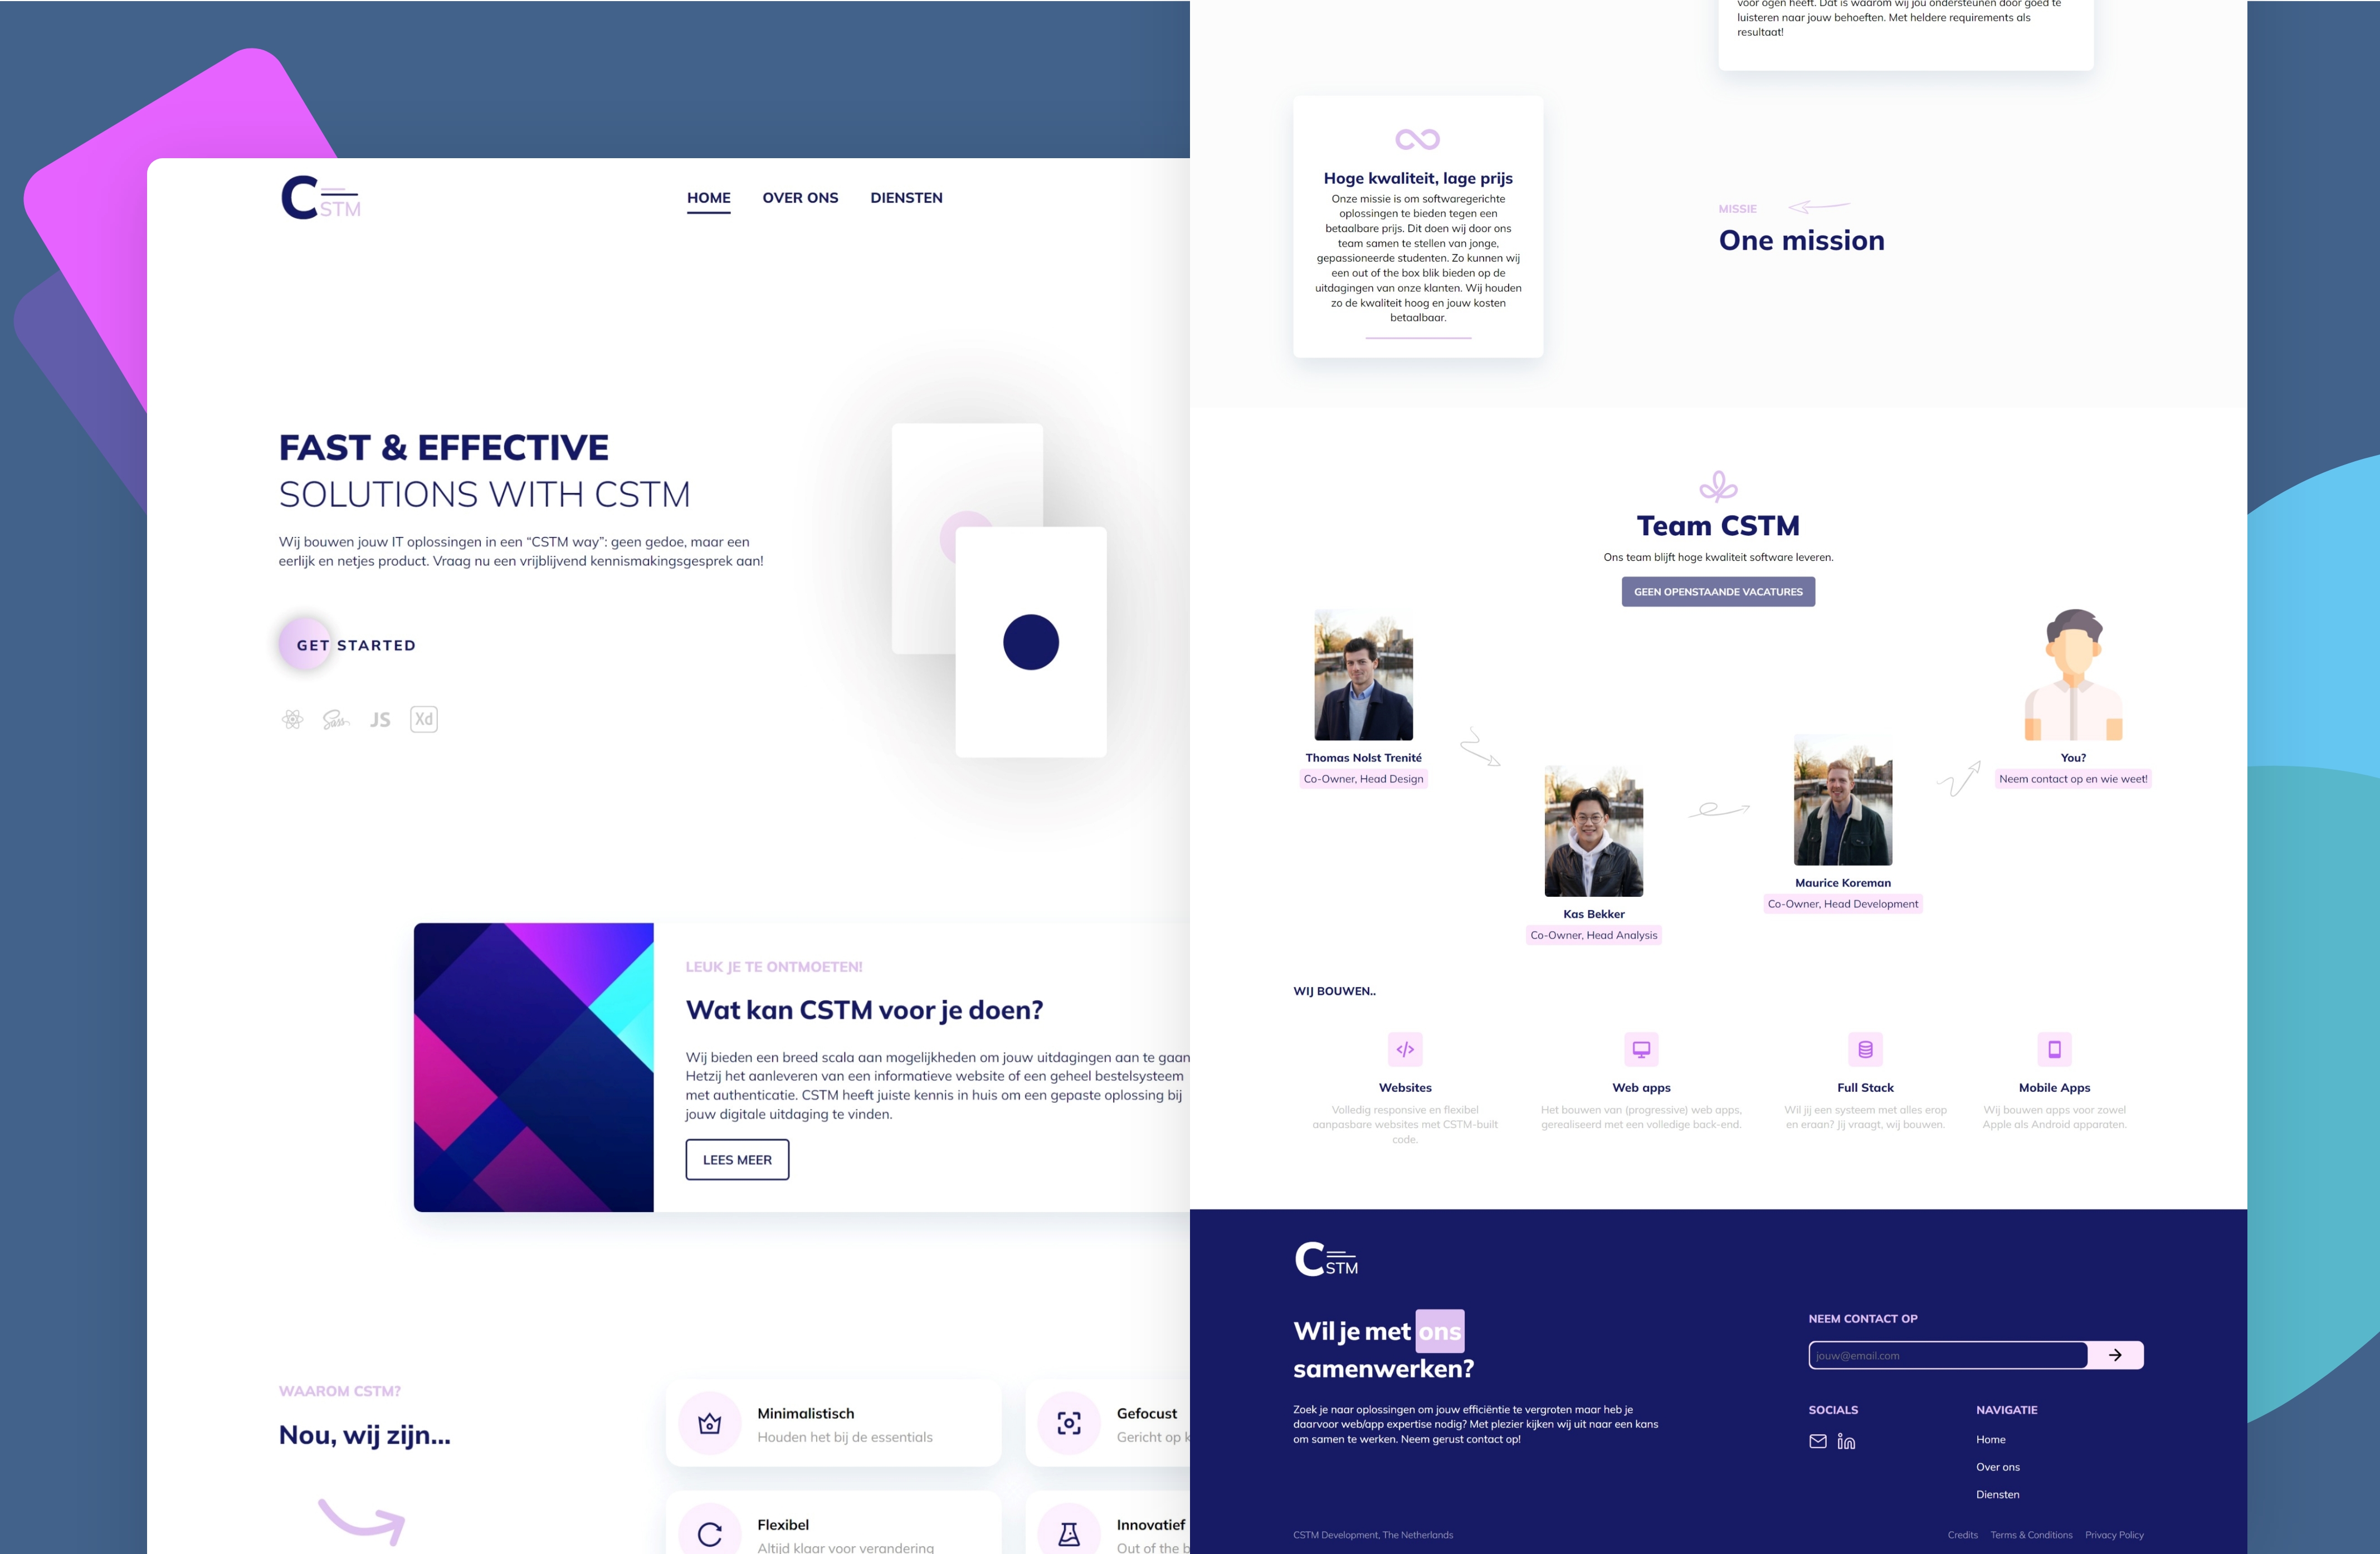 CSTM
HOME
OVER ONS
DIENSTEN
FAST & EFFECTIVE
SOLUTIONS WITH CSTM
Wij bouwen jouw IT oplossingen in een “CSTM way”: geen gedoe, maar een
eerlijk en netjes product. Vraag nu een vrijblijvend kennismakingsgesprek aan!
GET STARTED
Sass
JS
Xd
LEUK JE TE ONTMOETEN!
Wat kan CSTM voor je doen?
Wij bieden een breed scala aan mogelijkheden om jouw uitdagingen aan te gaan
Hetzij het aanleveren van een informatieve website of een geheel bestelsysteem
met authenticatie. CSTM heeft juiste kennis in huis om een gepaste oplossing bij
jouw digitale uitdaging te vinden.
LEES MEER
WAAROM CSTM?
Nou, wij zijn...
Minimalistisch
Houden het bij de essentials
Gefocust
Gericht op
Flexibel
Altijd klaar voor verandering
Innovatief
Out of the
voor ogen heeft. Dat is waarom wij jou ondersteunen door goed te
luisteren naar jouw behoeften. Met heldere requirements als
resultaat!
Hoge kwaliteit, lage prijs
Onze missie is om softwaregerichte
oplossingen te bieden tegen een
betaalbare prijs. Dit doen wij door ons
team samen te stellen van jonge,
gepassioneerde studenten. Zo kunnen wij
een out of the box blik bieden op de
uitdagingen van onze klanten. Wij houden
zo de kwaliteit hoog en jouw kosten
betaalbaar.
MISSIE
One mission
Team CSTM
Ons team blijft hoge kwaliteit software leveren.
GEEN OPENSTAANDE VACATURES
Thomas Nolst Trenité
Co-Owner, Head Design
Kas Bekker
Co-Owner, Head Analysis
Maurice Koreman
Co-Owner, Head Development
You?
Neem contact op en wie weet!
WIJ BOUWEN..
Websites
Volledig responsive en flexibel
aanpasbare websites met CSTM-built
code.
Web apps
Het bouwen van (progressive) web apps,
gerealiseerd met een volledige back-end.
Full Stack
Wil jij een systeem met alles erop
en eraan? Jij vraagt, wij bouwen.
Mobile Apps
Wij bouwen apps voor zowel
Apple als Android apparaten.
CSTM
Wil je met ons
samenwerken?
Zoek je naar oplossingen om jouw efficiëntie te vergroten maar heb je
daarvoor web/app expertise nodig? Met plezier kijken wij uit naar een kans
om samen te werken. Neem gerust contact op!
NEEM CONTACT OP
jouw@email.com
SOCIALS
in
NAVIGATIE
Home
Over ons
Diensten
CSTM Development, The Netherlands
Credits
Terms & Conditions
Privacy Policy